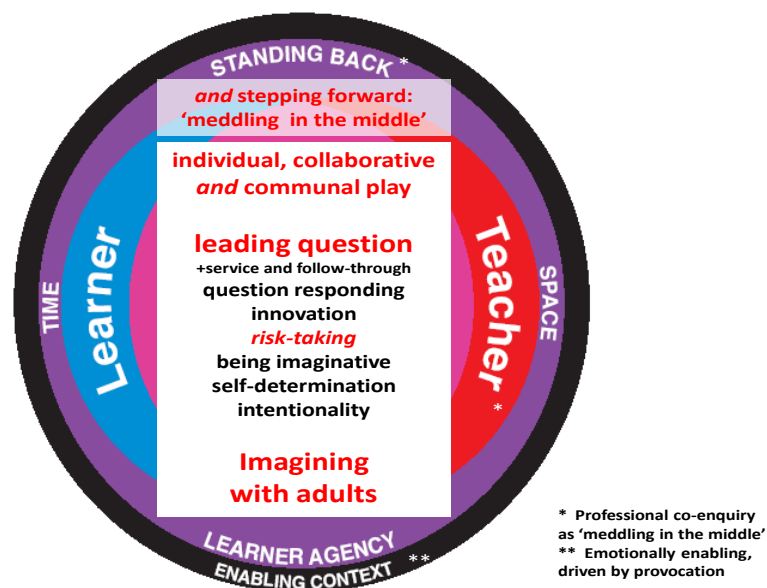 STANDING BACK *
and stepping forward:
‘meddling in the middle’
individual, collaborative
and communal play
leading question
+service and follow-through
question responding
innovation
risk-taking
being imaginative
self-determination
intentionality
Imagining
with adults
Learner
Teacher *
TIME
SPACE
LEARNER AGENCY
ENABLING CONTEXT **
* Professional co-enquiry
as ‘meddling in the middle’
** Emotionally enabling,
driven by provocation